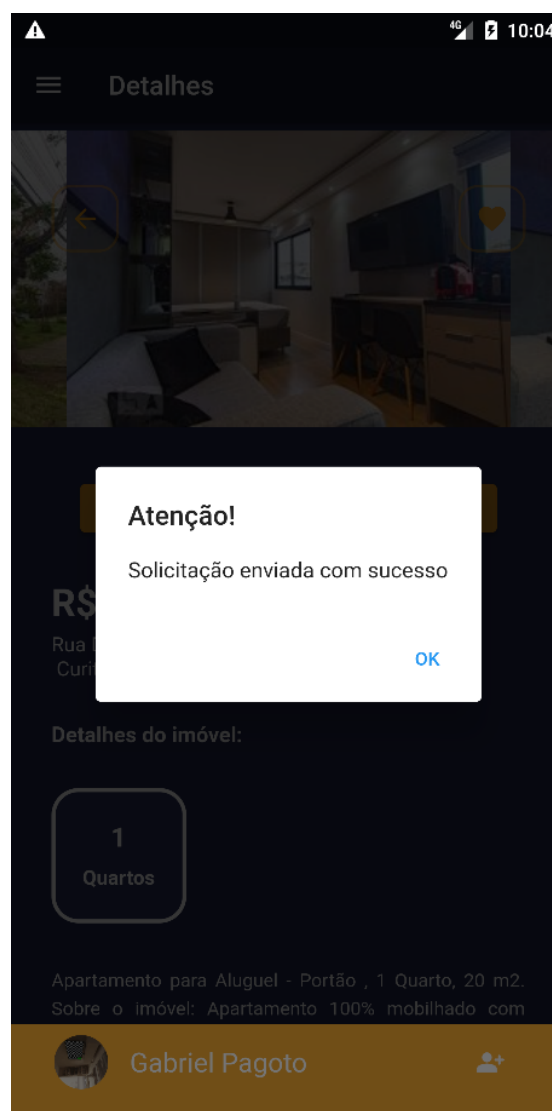 4G 10:04
Detalhes
Atenção!
Solicitação enviada com sucesso
R$
Rua
OK
Detalhes do imóvel:
1
Quartos
Apartamento para Aluguel - Portão , 1 Quarto, 20 m2.
Sobre o imóvel: Apartamento 100% mobilhado com
Gabriel Pagoto